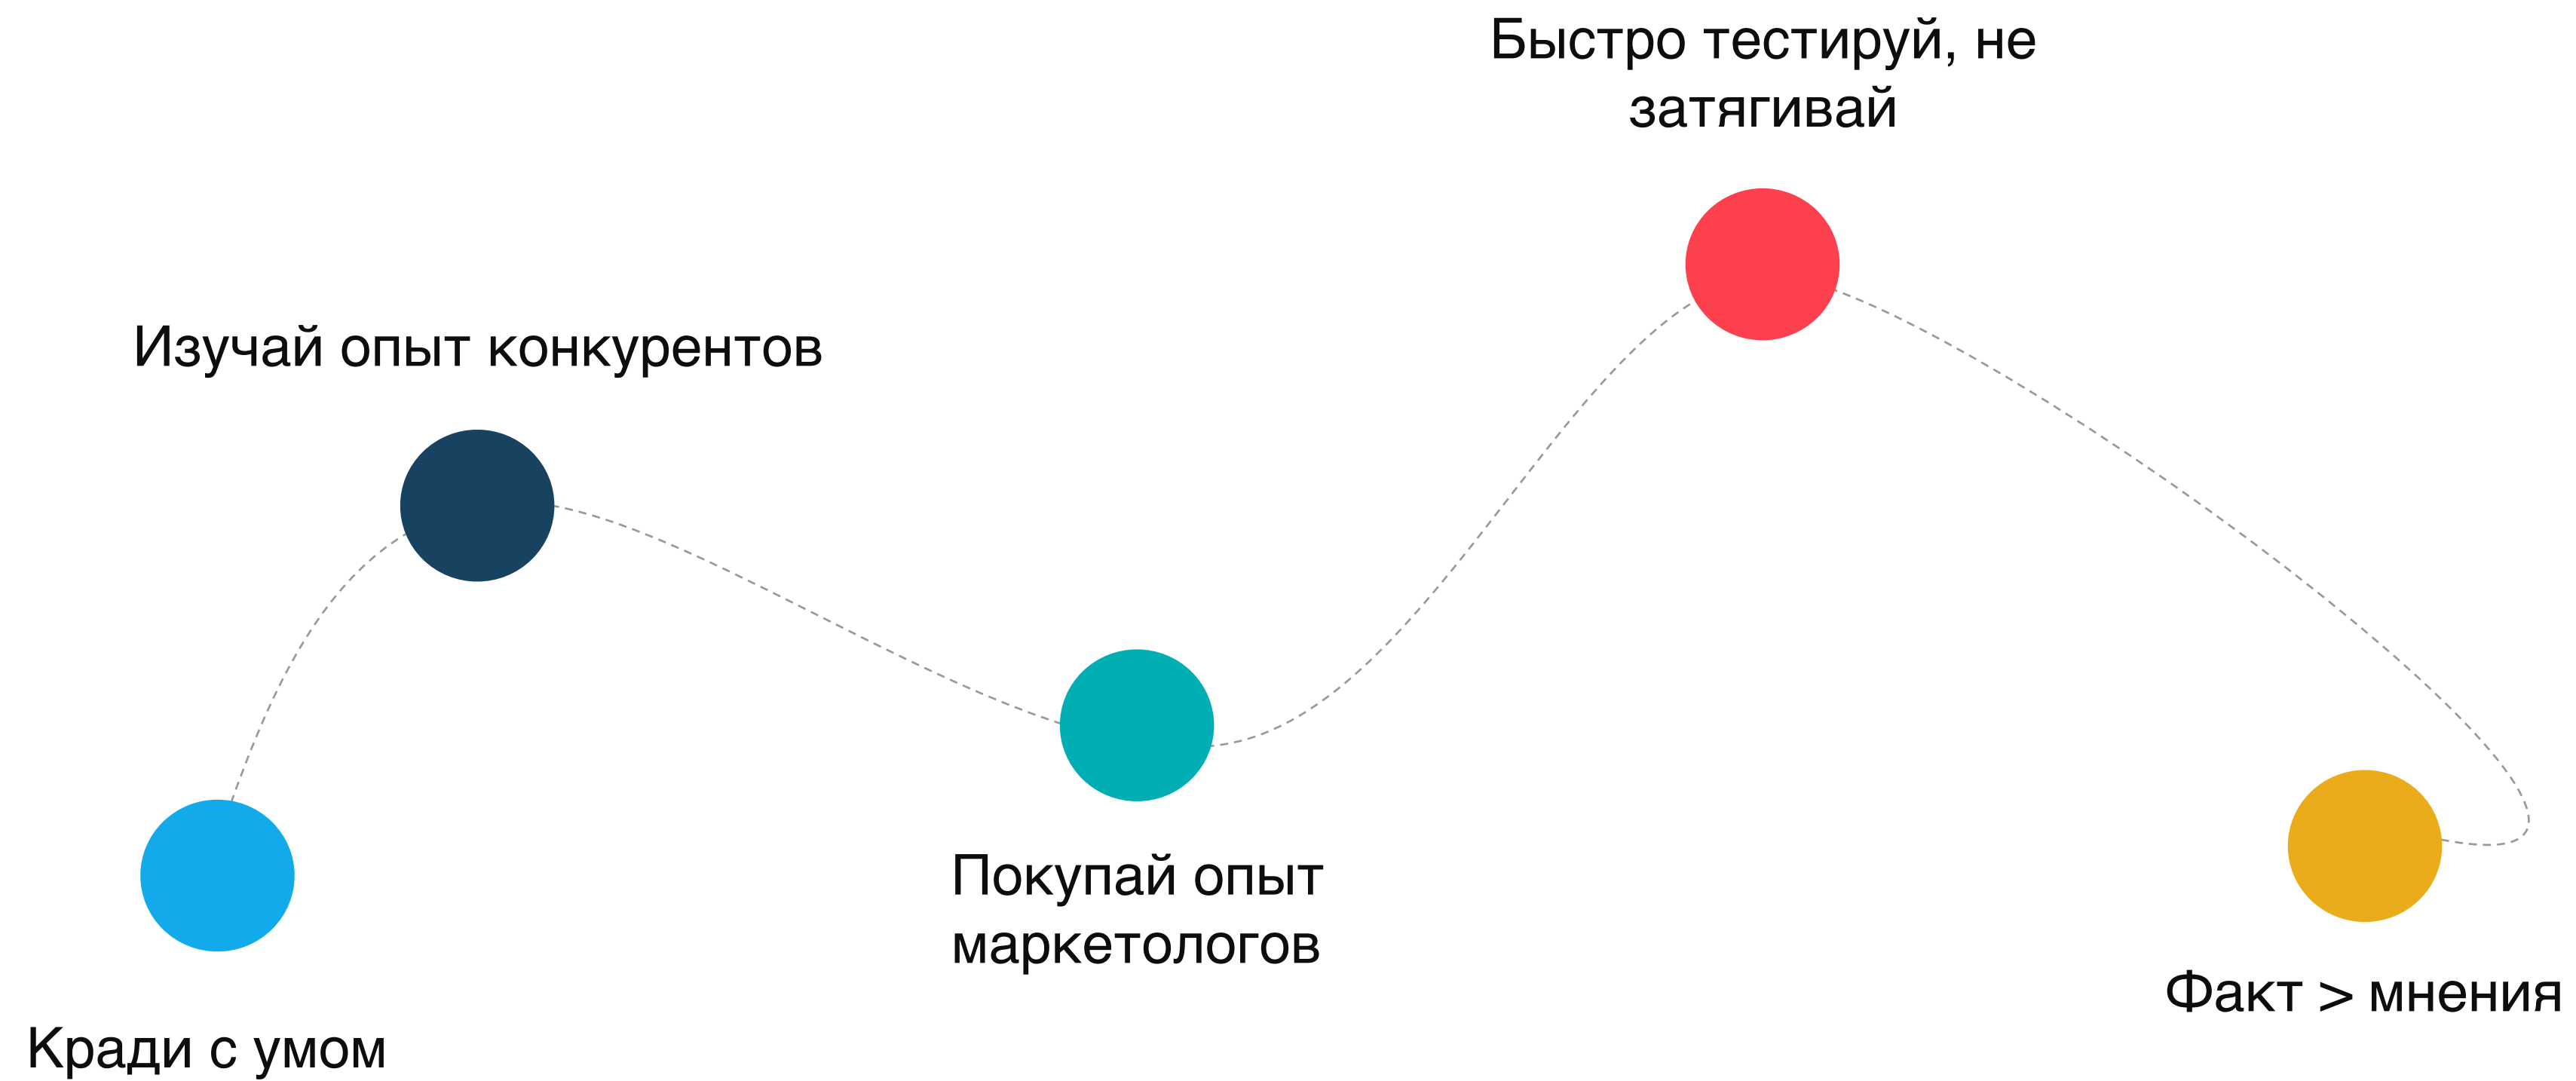 Быстро тестируй, не
затягивай
Изучай опыт конкурентов
Покупай опыт
маркетологов
Факт > мнения
Кради с умом